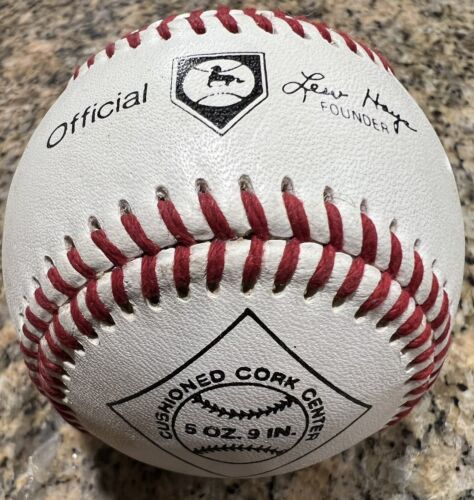 Official
Lew Hays
FOUNDER
CUSHIONED CORK CENTER
5 OZ. 9 IN.